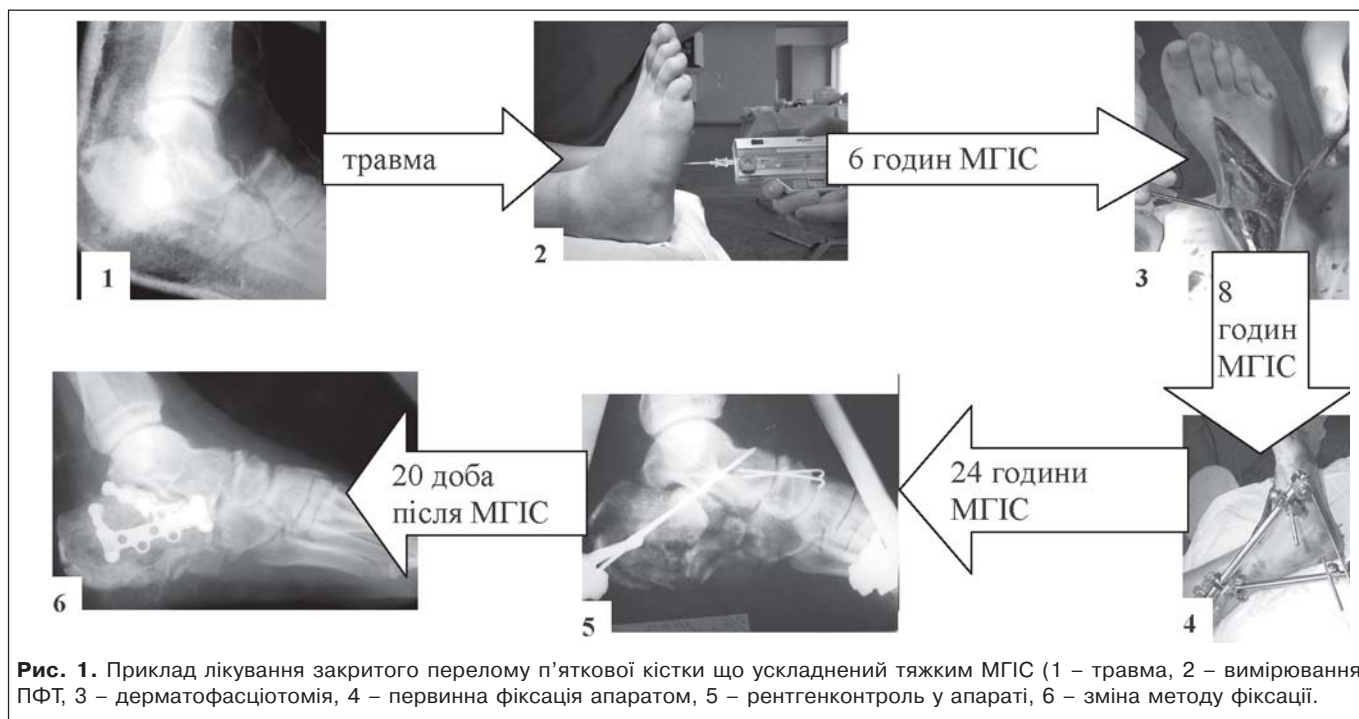 1
травма
2
6 годин МГІС
3
8
годин
МГІС
4
24 години
МГІС
5
20 доба
після МГІС
6
Рис. 1. Приклад лікування закритого перелому п’яткової кістки що ускладнений тяжким МГІС (1 – травма, 2 – вимірювання
ПФТ, 3 – дерматофасціотомія, 4 – первинна фіксація апаратом, 5 – рентгенконтроль у апараті, 6 – зміна методу фіксації.